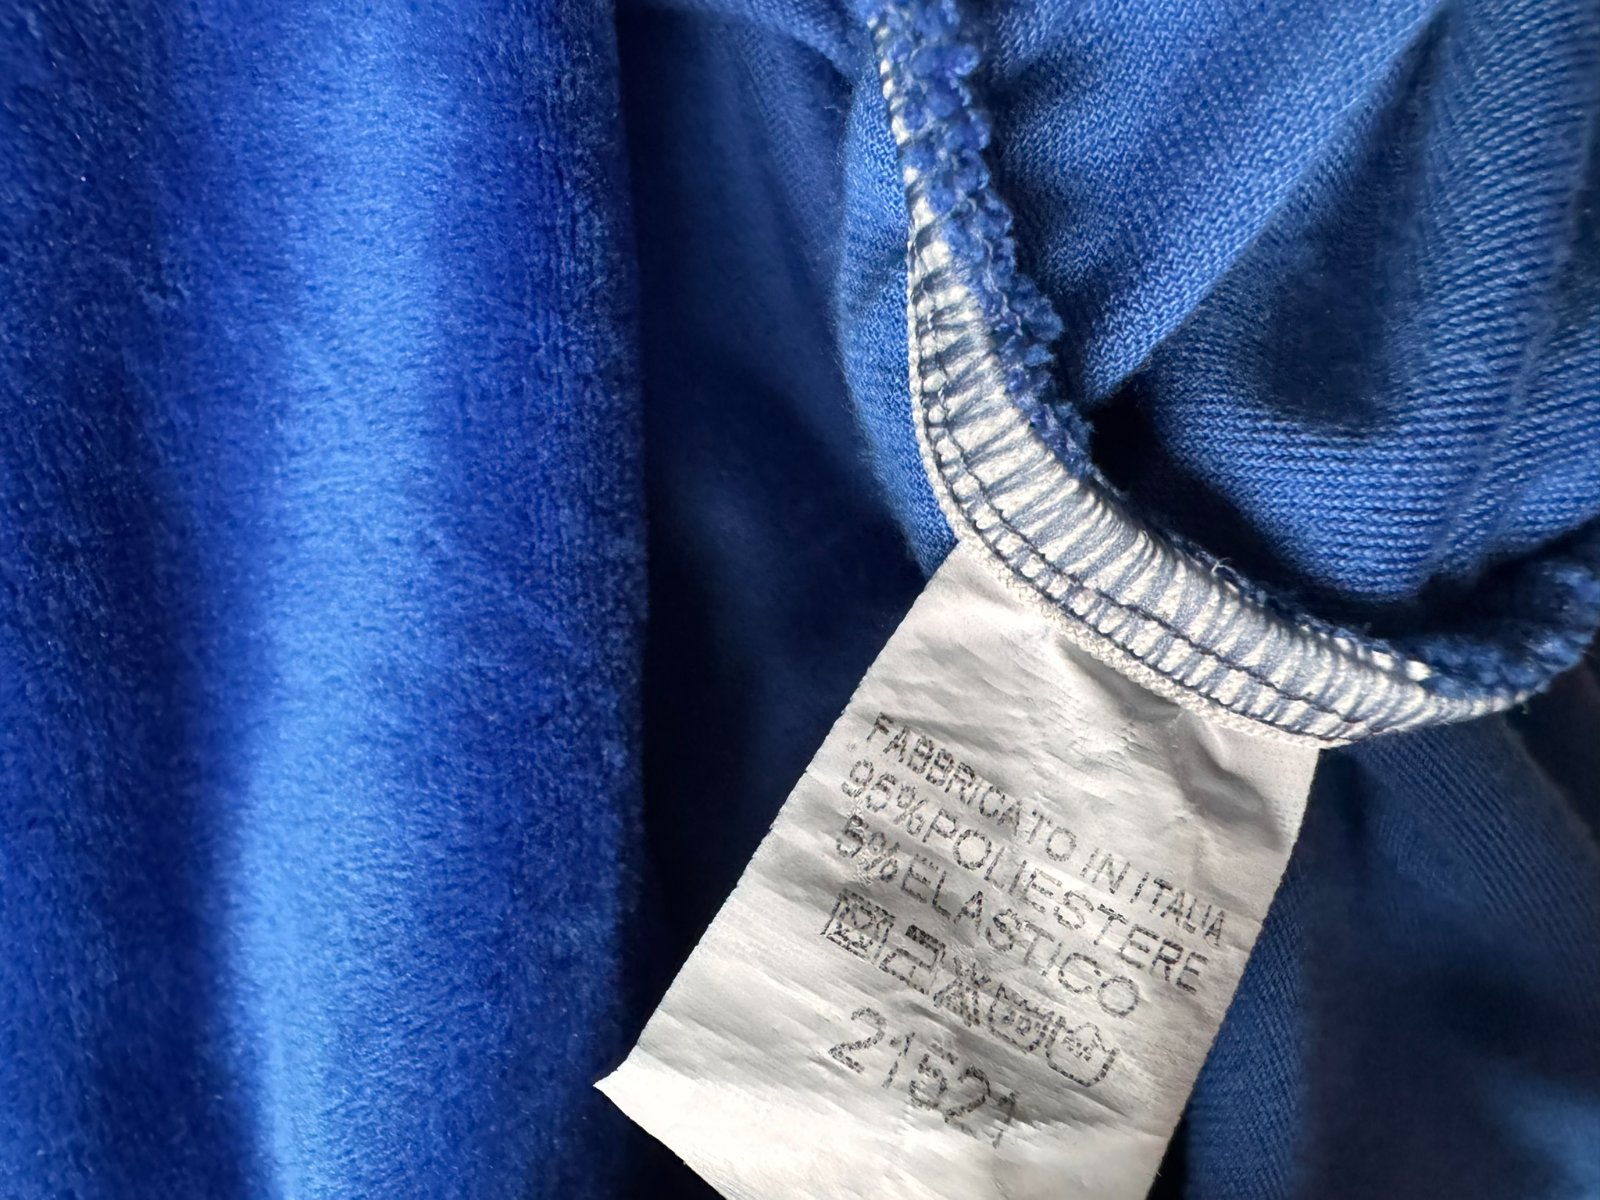 FABBRICATO IN ITALIA
95%POLIESTERE
5%ELASTICO
21521